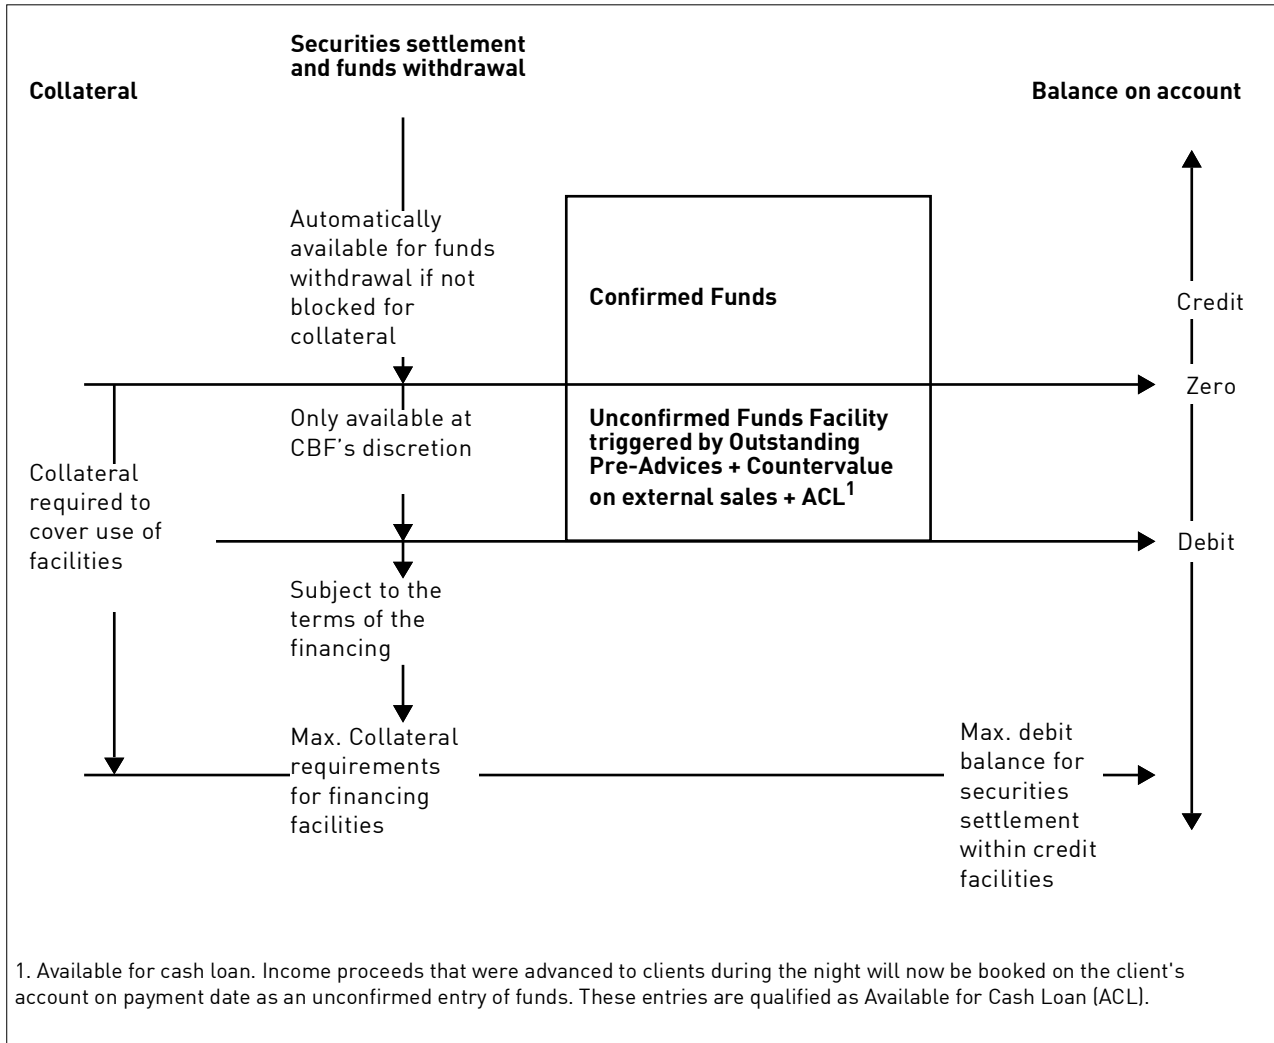 Securities settlement
and funds withdrawal
Collateral
Balance on account
Automatically
available for funds
withdrawal if not
blocked for
collateral
Confirmed Funds
Credit
Zero
Only available at
CBF's discretion
Unconfirmed Funds Facility
triggered by Outstanding
Pre-Advices + Countervalue
on external sales + ACL1
Collateral
required to
cover use of
facilities
Debit
Subject to the
terms of the
financing
Max. Collateral
requirements
for financing
facilities
Max. debit
balance for
securities
settlement
within credit
facilities
1. Available for cash loan. Income proceeds that were advanced to clients during the night will now be booked on the client's
account on payment date as an unconfirmed entry of funds. These entries are qualified as Available for Cash Loan (ACL).